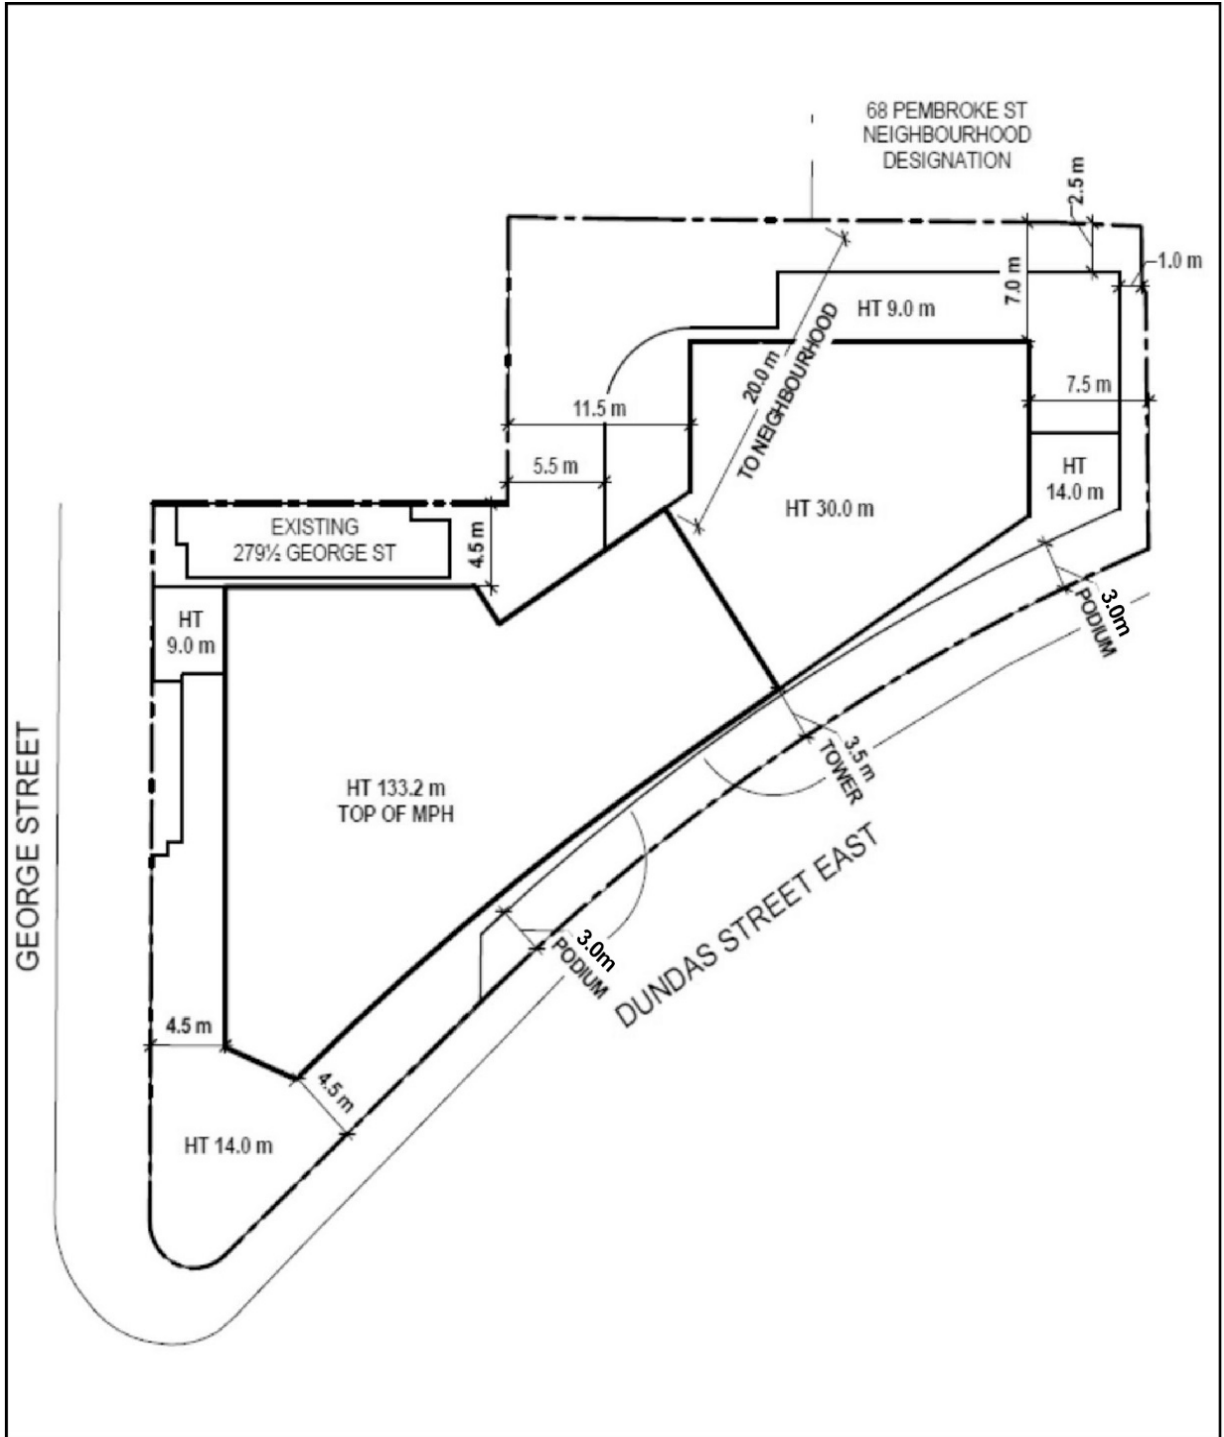 68 PEMBROKE ST
NEIGHBOURHOOD
DESIGNATION
2.5 m
1.0 m
7.0 m
HT 9.0 m
20.0 m
TO NEIGHBOURHOOD
7.5 m
11.5 m
5.5 m
HT
14.0 m
HT 30.0 m
EXISTING
279½ GEORGE ST
4.5 m
3.0m
PODIUM
HT
9.0 m
3.5 m
TOWER
HT 133.2 m
TOP OF MPH
GEORGE STREET
DUNDAS STREET EAST
3.0m
PODIUM
4.5 m
4.5 m
HT 14.0 m